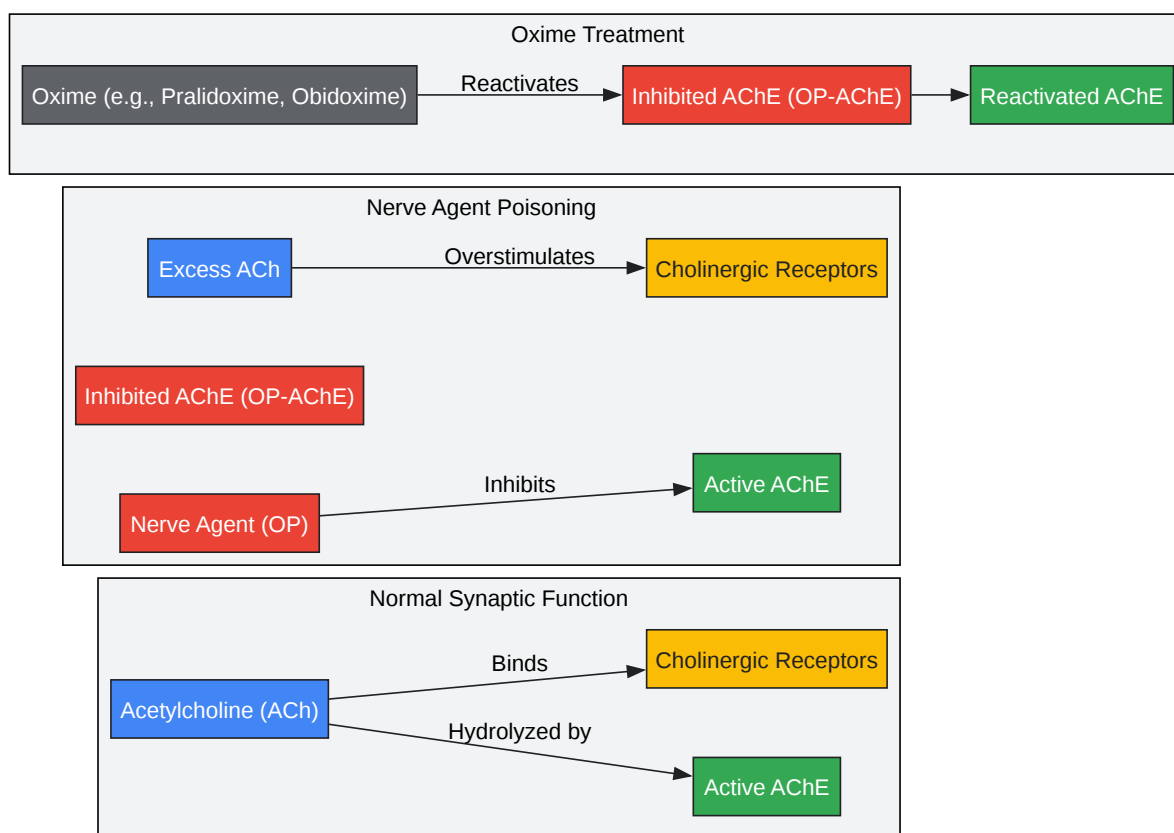 Oxime Treatment
Oxime (e.g., Pralidoxime, Obidoxime)
Reactivates
Inhibited AChE (OP-AChE)
Reactivated AChE
Nerve Agent Poisoning
Excess ACh
Overstimulates
Cholinergic Receptors
Inhibited AChE (OP-AChE)
Nerve Agent (OP)
Inhibits
Active AChE
Normal Synaptic Function
Acetylcholine (ACh)
Binds
Cholinergic Receptors
Hydrolyzed by
Active AChE